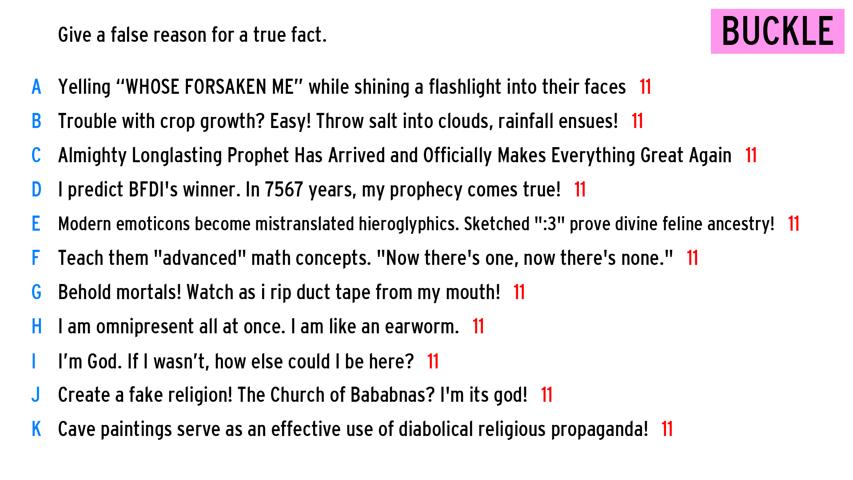 Give a false reason for a true fact.
BUCKLE
A Yelling “WHOSE FORSAKEN ME” while shining a flashlight into their faces 11
B Trouble with crop growth? Easy! Throw salt into clouds, rainfall ensues! 11
C Almighty Longlasting Prophet Has Arrived and Officially Makes Everything Great Again 11
D I predict BFDI's winner. In 7567 years, my prophecy comes true! 11
E Modern emoticons become mistranslated hieroglyphics. Sketched ":3" prove divine feline ancestry! 11
F Teach them "advanced" math concepts. "Now there's one, now there's none." 11
G Behold mortals! Watch as i rip duct tape from my mouth! 11
H I am omnipresent all at once. I am like an earworm. 11
I I’m God. If I wasn’t, how else could I be here? 11
J Create a fake religion! The Church of Bababnas? I'm its god! 11
K Cave paintings serve as an effective use of diabolical religious propaganda! 11